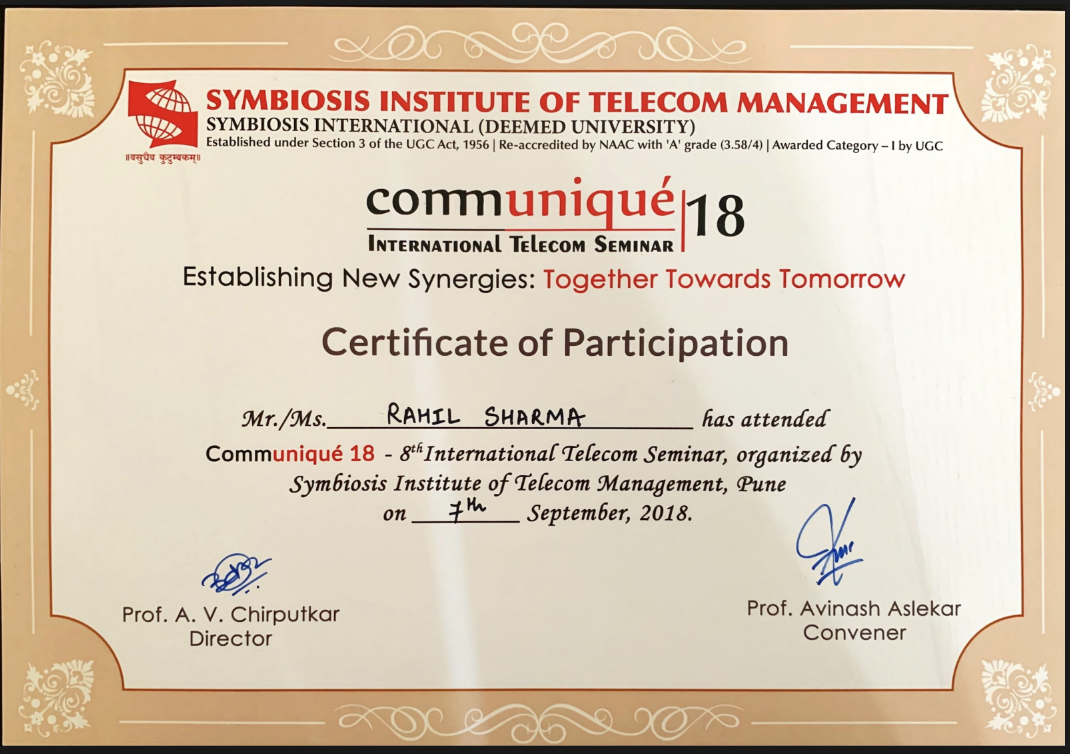 SYMBIOSIS INSTITUTE OF TELECOM MANAGEMENT
SYMBIOSIS INTERNATIONAL (DEEMED UNIVERSITY)
Established under Section 3 of the UGC Act, 1956 | Re-accredited by NAAC with 'A' grade (3.58/4) | Awarded Category – I by UGC
॥वसुधैव कुटुम्बकम्॥
communiqué 18
INTERNATIONAL TELECOM SEMINAR
Establishing New Synergies: Together Towards Tomorrow
Certificate of Participation
Mr./Ms. RAHIL SHARMA has attended
Communiqué 18 - 8th International Telecom Seminar, organized by
Symbiosis Institute of Telecom Management, Pune
on 7th September, 2018.
Prof. A. V. Chirputkar
Director
Prof. Avinash Aslekar
Convener